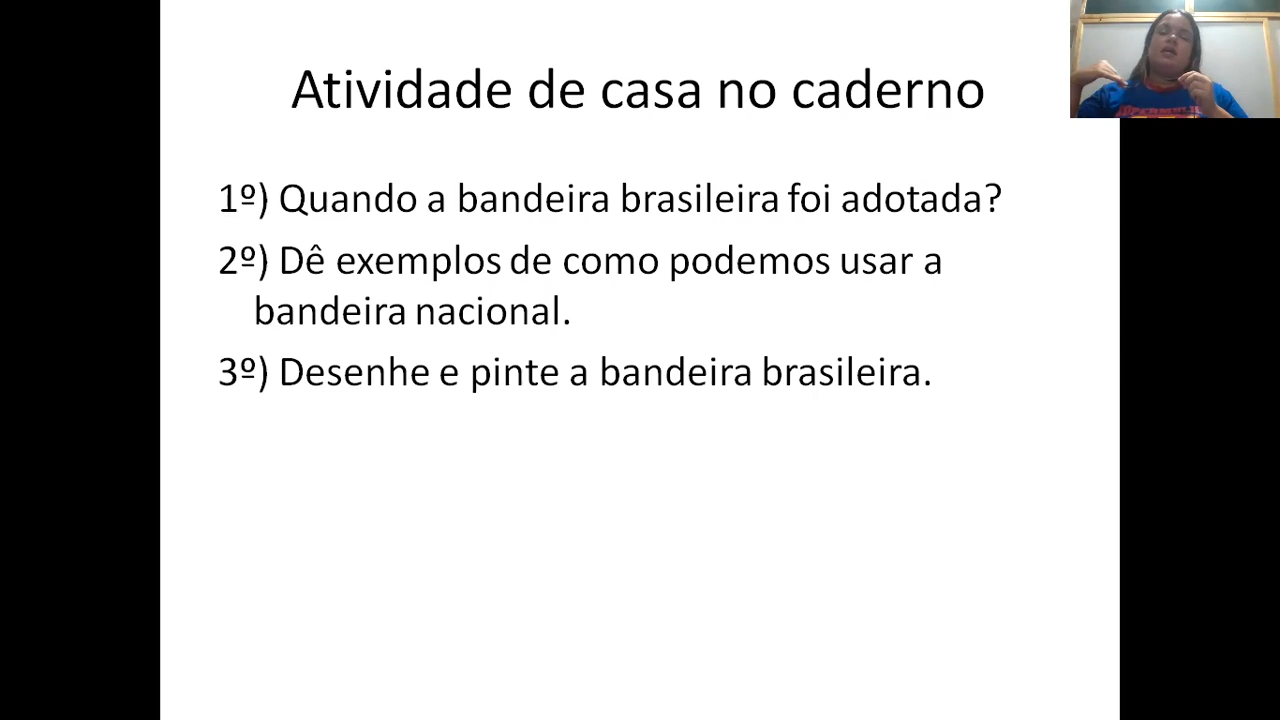 Atividade de casa no caderno
1º) Quando a bandeira brasileira foi adotada?
2º) Dê exemplos de como podemos usar a
bandeira nacional.
3º) Desenhe e pinte a bandeira brasileira.